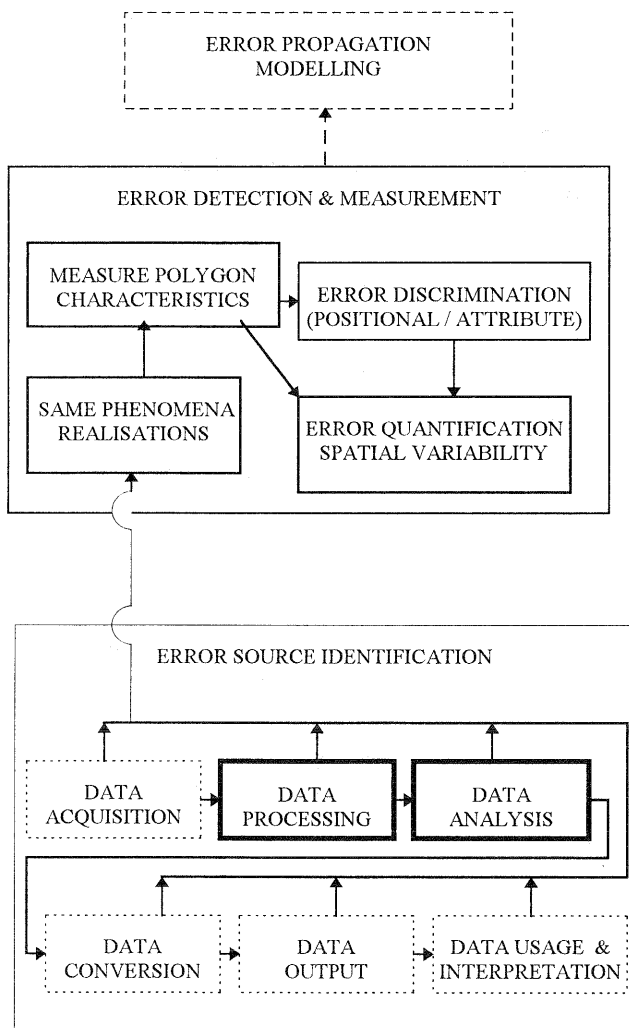 ERROR PROPAGATION
MODELLING
ERROR DETECTION & MEASUREMENT
MEASURE POLYGON
CHARACTERISTICS
ERROR DISCRIMINATION
(POSITIONAL / ATTRIBUTE)
SAME PHENOMENA
REALISATIONS
ERROR QUANTIFICATION
SPATIAL VARIABILITY
ERROR SOURCE IDENTIFICATION
DATA
ACQUISITION
DATA
PROCESSING
DATA
ANALYSIS
DATA
CONVERSION
DATA
OUTPUT
DATA USAGE &
INTERPRETATION